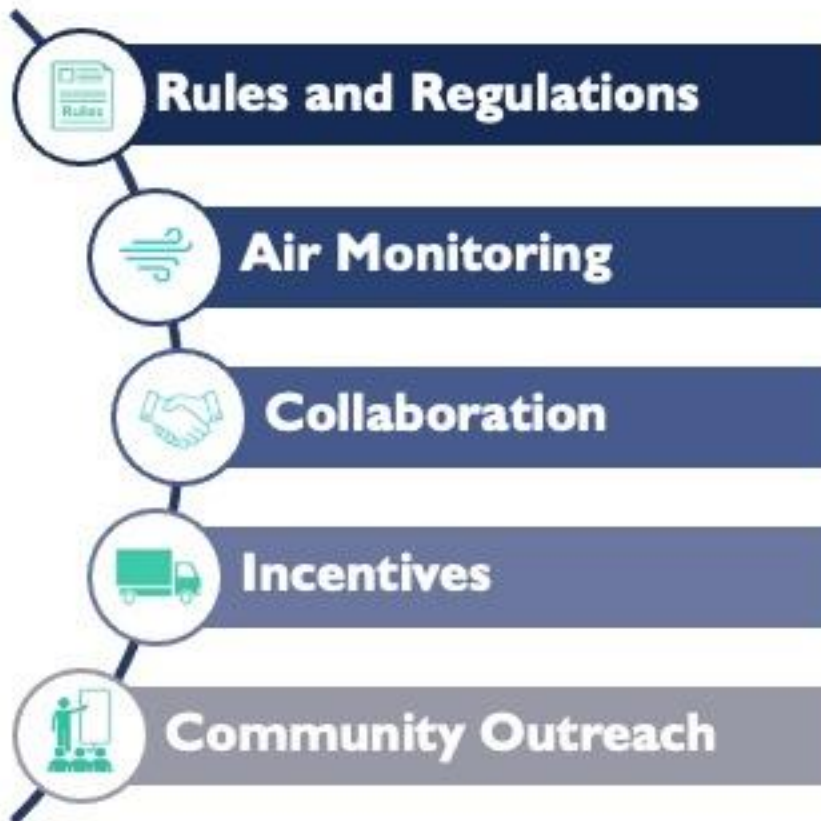 Rules
Rules and Regulations
Air Monitoring
Collaboration
Incentives
Community Outreach